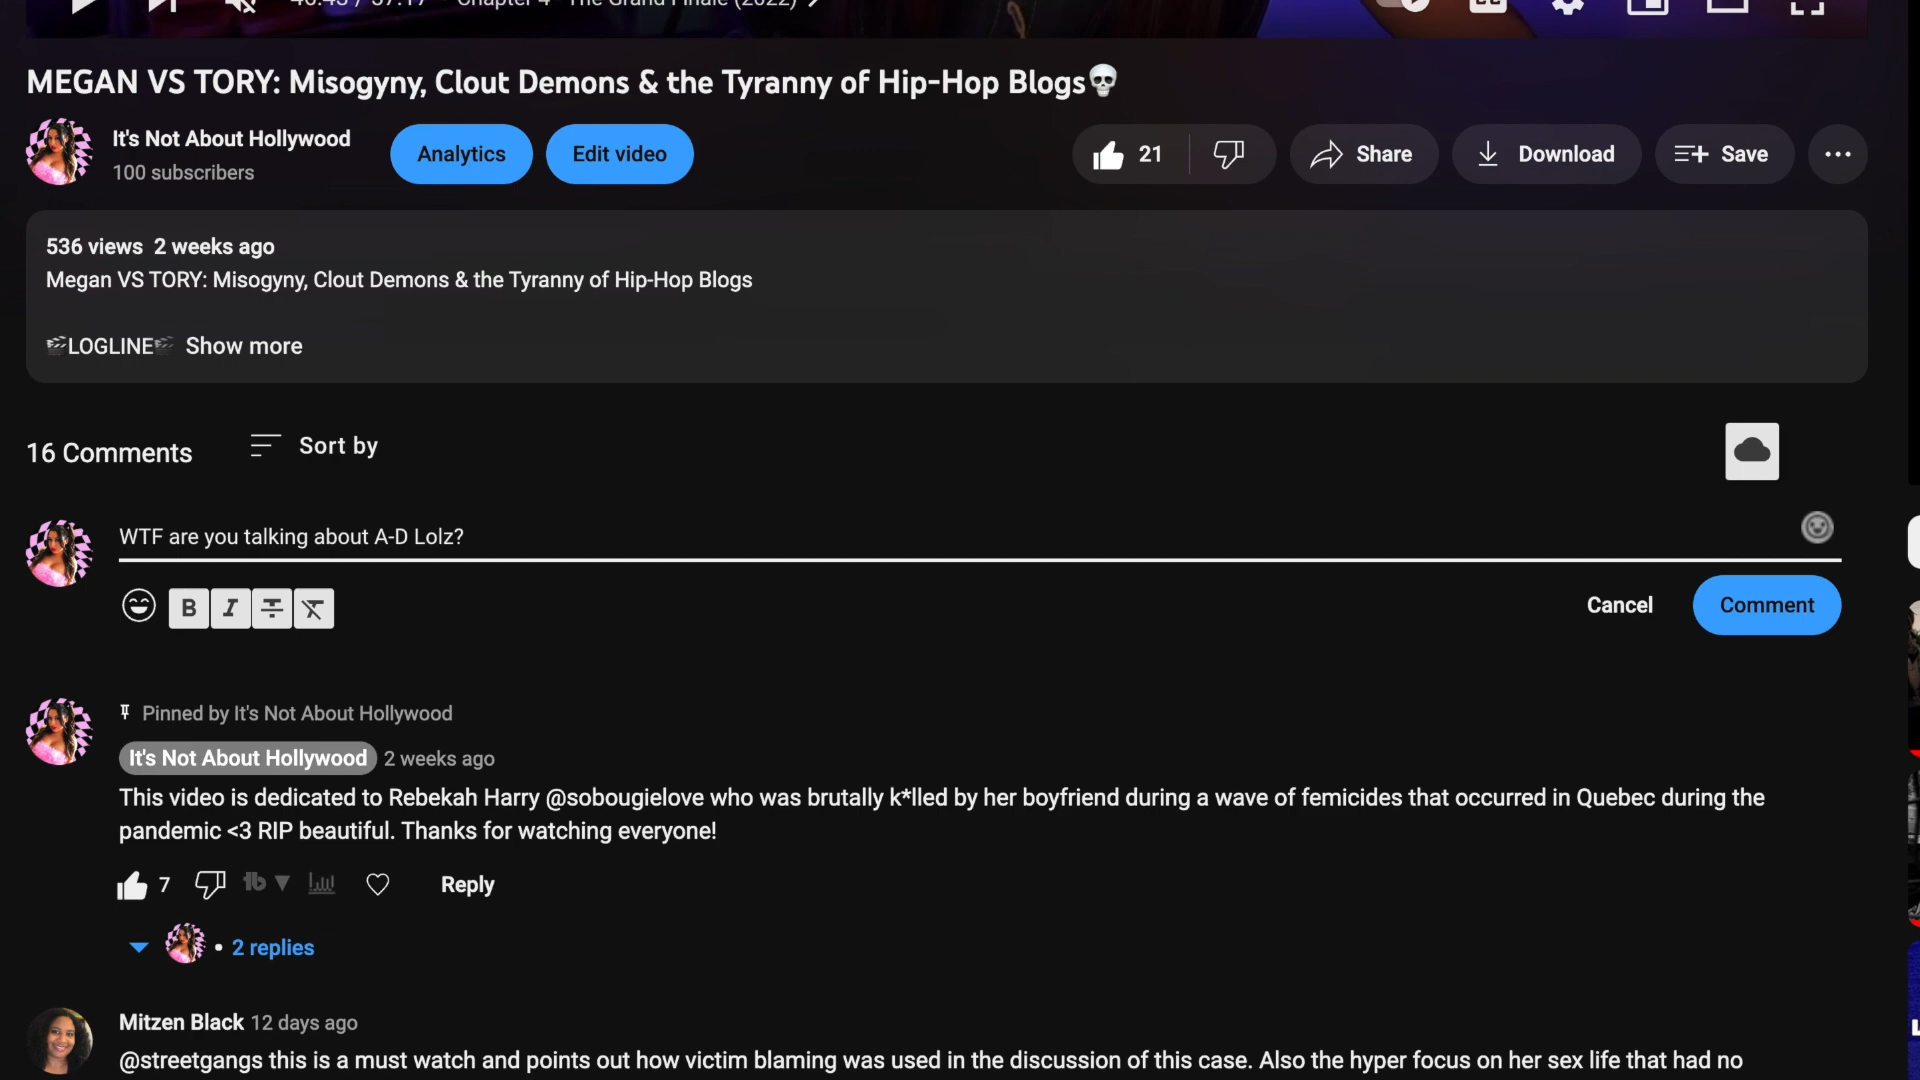 MEGAN VS TORY: Misogyny, Clout Demons & the Tyranny of Hip-Hop Blogs💀
It's Not About Hollywood
100 subscribers
Analytics
Edit video
21
Share
Download
Save
536 views 2 weeks ago
Megan VS TORY: Misogyny, Clout Demons & the Tyranny of Hip-Hop Blogs
🎬LOGLINE🎬 Show more
16 Comments
Sort by
WTF are you talking about A-D Lolz?
B I
Cancel
Comment
Pinned by It's Not About Hollywood
It's Not About Hollywood 2 weeks ago
This video is dedicated to Rebekah Harry @sobougielove who was brutally k*lled by her boyfriend during a wave of femicides that occurred in Quebec during the
pandemic <3 RIP beautiful. Thanks for watching everyone!
7
Reply
• 2 replies
Mitzen Black 12 days ago
@streetgangs this is a must watch and points out how victim blaming was used in the discussion of this case. Also the hyper focus on her sex life that had no